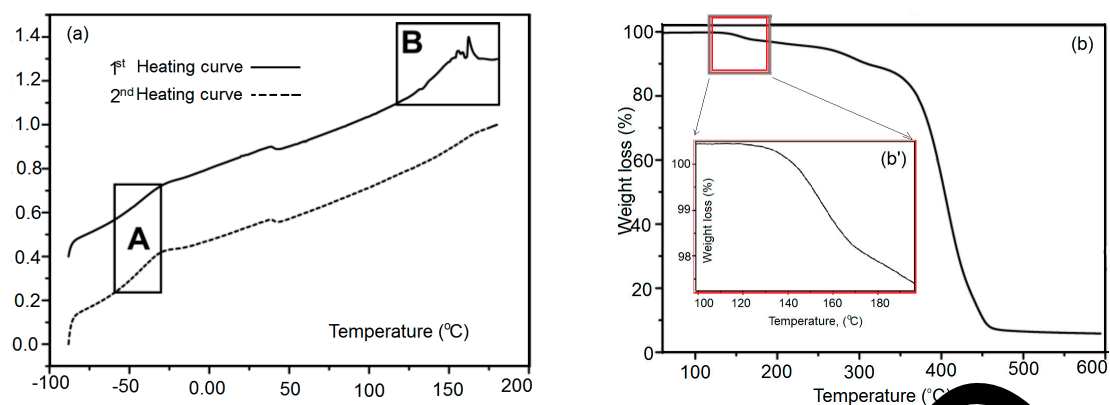 (a)
B
1st Heating curve
2nd Heating curve
A
Temperature (°C)
1.4
1.2
1.0
0.8
0.6
0.4
0.2
0.0
-100 -50 0.00 50 100 150 200
(b)
Weight loss (%)
100
80
60
40
20
0
100 200 300 400 500 600
Temperature (°C)
(b')
Weight loss (%)
100
99
98
100 120 140 160 180
Temperature, (°C)